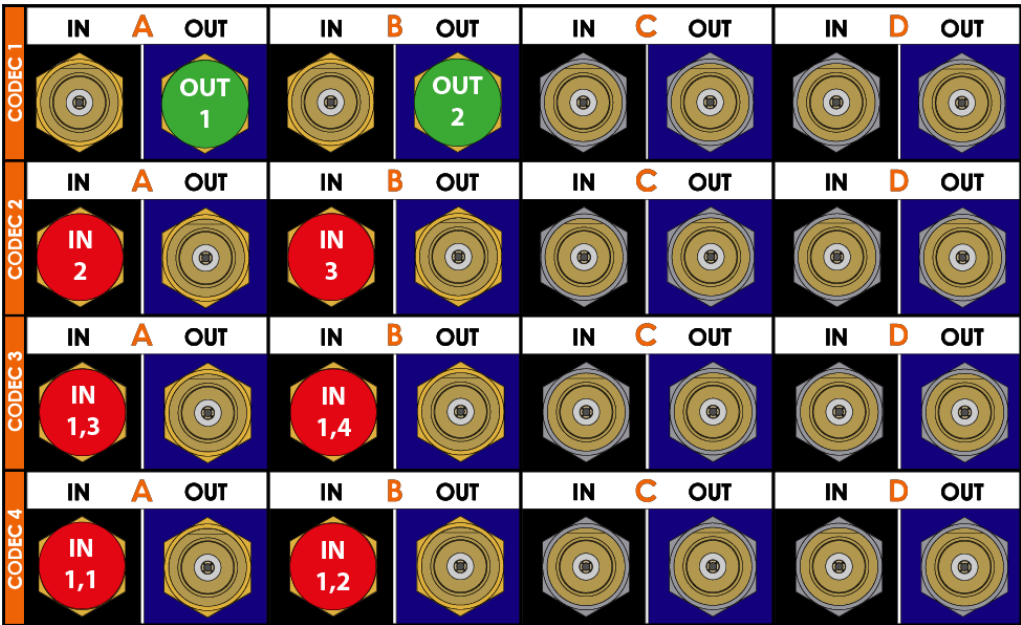 CODEC 1
IN A OUT IN B OUT IN C OUT IN D OUT
OUT
1
OUT
2
CODEC 2
IN A OUT IN B OUT IN C OUT IN D OUT
IN
2
IN
3
CODEC 3
IN A OUT IN B OUT IN C OUT IN D OUT
IN
1,3
IN
1,4
CODEC 4
IN A OUT IN B OUT IN C OUT IN D OUT
IN
1,1
IN
1,2